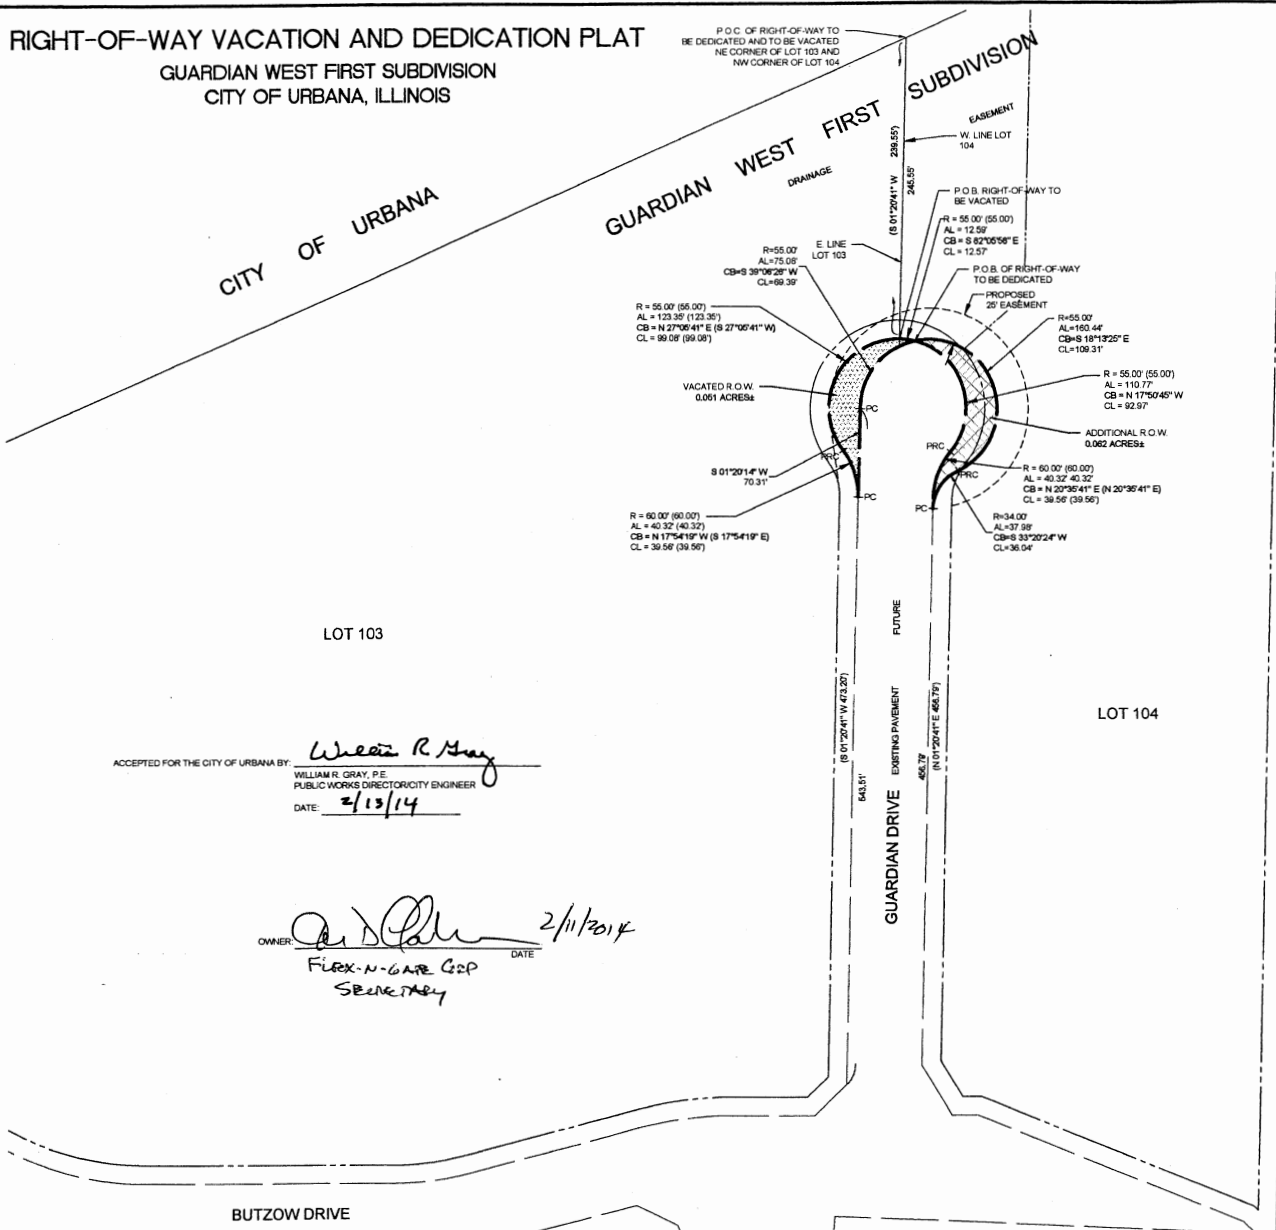 RIGHT-OF-WAY VACATION AND DEDICATION PLAT
GUARDIAN WEST FIRST SUBDIVISION
CITY OF URBANA, ILLINOIS
P.O.C. OF RIGHT-OF-WAY TO
BE DEDICATED AND TO BE VACATED
NE CORNER OF LOT 103 AND
NW CORNER OF LOT 104
CITY OF URBANA
GUARDIAN WEST FIRST SUBDIVISION
DRAINAGE
EASEMENT
W. LINE LOT
104
(S 01°20'41" W 239.55')
245.55'
P.O.B. RIGHT-OF-WAY TO
BE VACATED
R = 55.00' (55.00')
AL = 12.59'
CB = S 82°05'56" E
CL = 12.57'
E. LINE
LOT 103
P.O.B. OF RIGHT-OF-WAY
TO BE DEDICATED
PROPOSED
25' EASEMENT
R=55.00'
AL=75.08'
CB=S 39°06'26" W
CL=69.39'
R = 55.00' (55.00')
AL = 123.35' (123.35')
CB = N 27°05'41" E (S 27°05'41" W)
CL = 99.08' (99.08')
R=55.00'
AL=160.44'
CB=S 18°13'25" E
CL=109.31'
R = 55.00' (55.00')
AL = 110.77'
CB = N 17°50'45" W
CL = 92.97'
VACATED R.O.W.
0.061 ACRES±
ADDITIONAL R.O.W.
0.062 ACRES±
PC
PRC
PRC
PRC
S 01°20'14" W
70.31'
PC
PC
R = 60.00' (60.00')
AL = 40.32' 40.32'
CB = N 20°35'41" E (N 20°35'41" E)
CL = 39.56' (39.56')
R = 60.00' (60.00')
AL = 40.32' (40.32')
CB = N 17°54'19" W (S 17°54'19" E)
CL = 39.56' (39.56')
R=34.00'
AL=37.98'
CB=S 33°20'24" W
CL=36.04'
LOT 103
LOT 104
FUTURE
EXISTING PAVEMENT
GUARDIAN DRIVE
(S 01°20'41" W 473.20')
543.51'
456.79'
(N 01°20'41" E 456.79')
ACCEPTED FOR THE CITY OF URBANA BY: William R Gray
WILLIAM R. GRAY, P.E.
PUBLIC WORKS DIRECTOR/CITY ENGINEER
DATE: 2/13/14
OWNER: 2/11/2014
DATE
FLEX-N-GATE CORP
SECRETARY
BUTZOW DRIVE